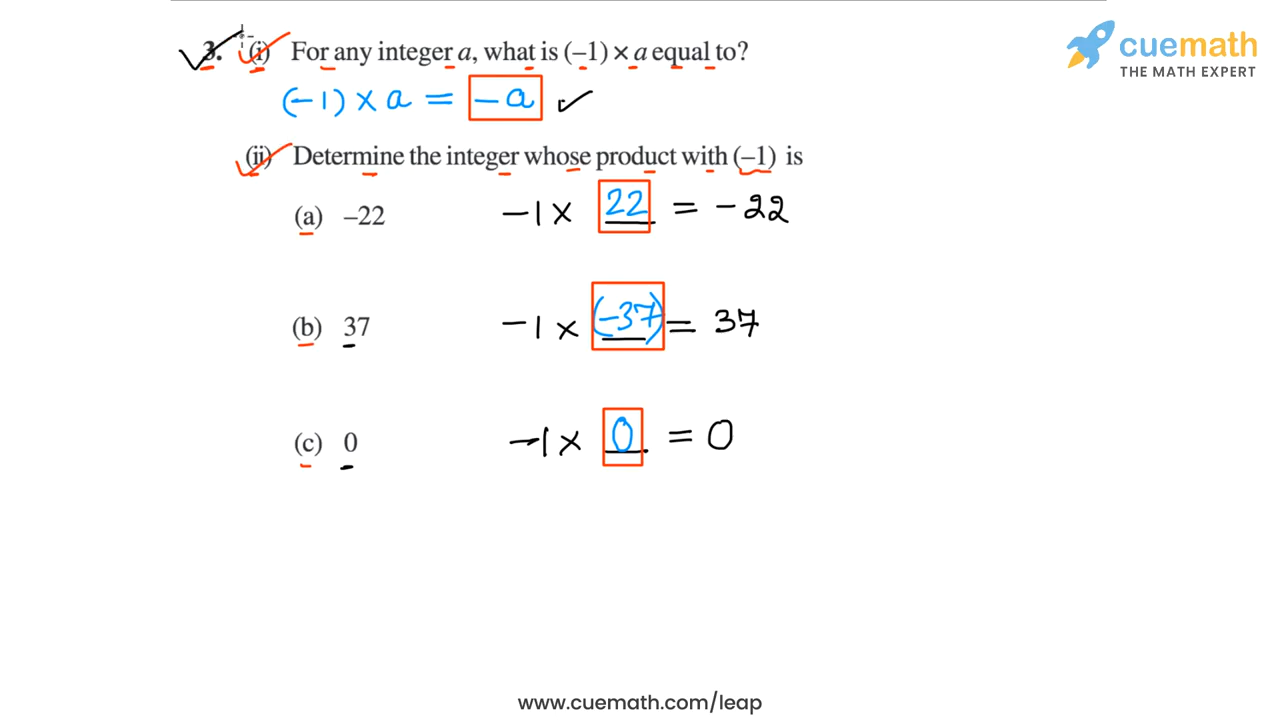 3. (i) For any integer a, what is (–1) × a equal to?
cuemath
THE MATH EXPERT
(-1) × a = -a
(ii) Determine the integer whose product with (–1) is
(a) –22 -1 × 22 = -22
(b) 37 -1 × (-37) = 37
(c) 0 -1 × 0 = 0
www.cuemath.com/leap